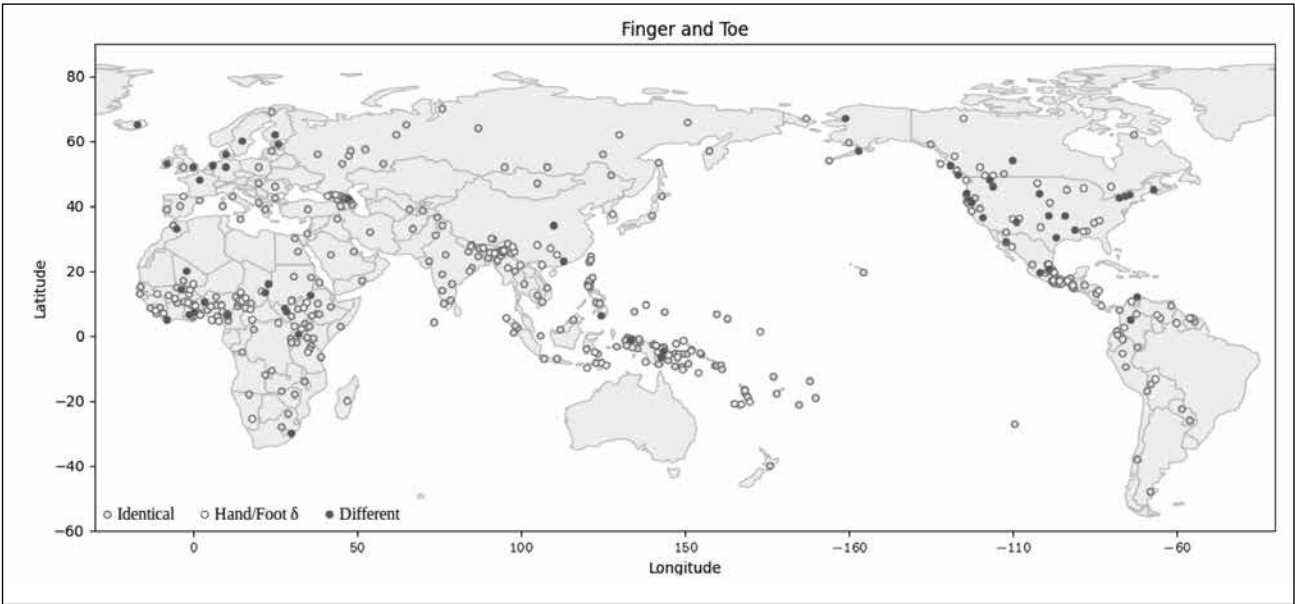 Finger and Toe
80
60
40
20
0
−20
−40
−60
Latitude
Identical Hand/Foot δ Different
0 50 100 150 −160 −110 −60
Longitude